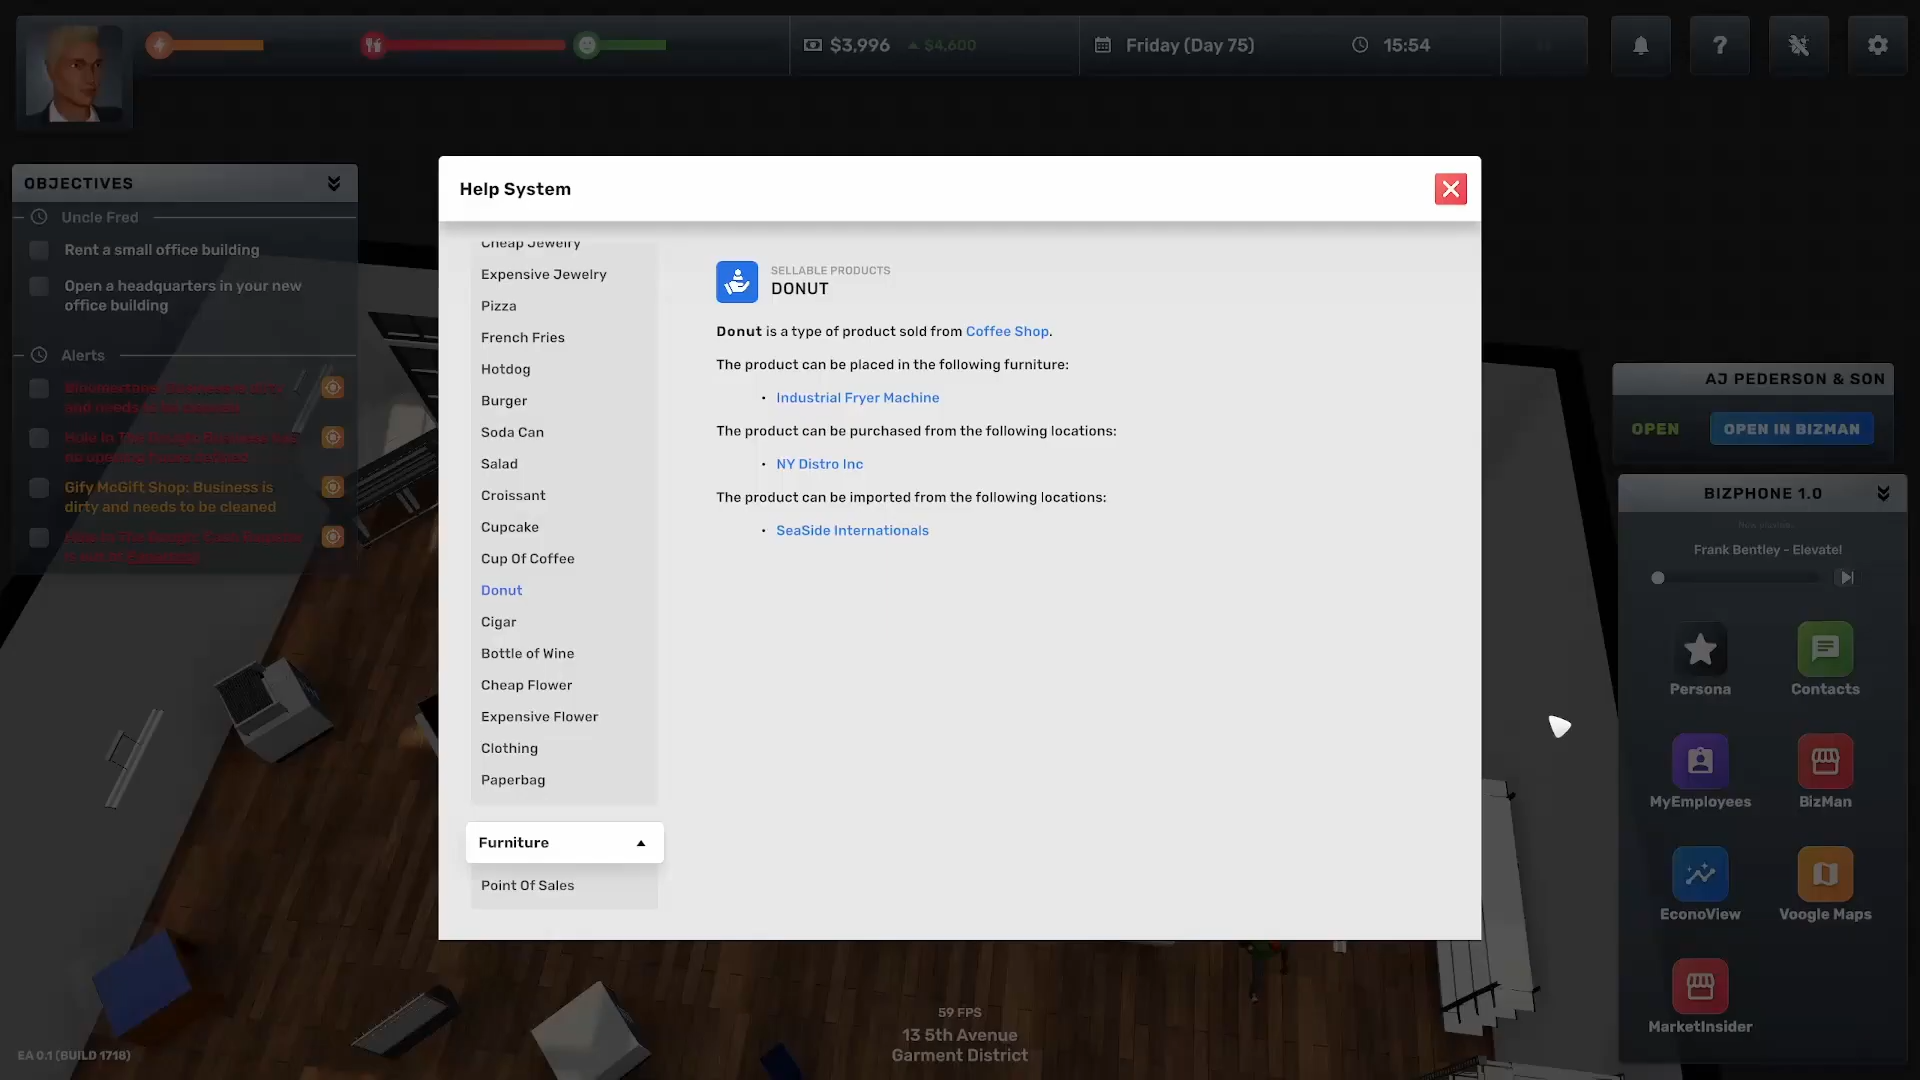 $3,996
$4,600
Friday (Day 75)
15:54
?
OBJECTIVES
Uncle Fred
Rent a small office building
Open a headquarters in your new
office building
Alerts
Gify McGift Shop: Business is
dirty and needs to be cleaned
Help System
Cheap Jewelry
Expensive Jewelry
Pizza
French Fries
Hotdog
Burger
Soda Can
Salad
Croissant
Cupcake
Cup Of Coffee
Donut
Cigar
Bottle of Wine
Cheap Flower
Expensive Flower
Clothing
Paperbag
Furniture
Point Of Sales
SELLABLE PRODUCTS
DONUT
Donut is a type of product sold from Coffee Shop.
The product can be placed in the following furniture:
• Industrial Fryer Machine
The product can be purchased from the following locations:
• NY Distro Inc
The product can be imported from the following locations:
• SeaSide Internationals
AJ PEDERSON & SON
OPEN
OPEN IN BIZMAN
BIZPHONE 1.0
Frank Bentley - Elevate!
Persona
Contacts
MyEmployees
BizMan
EconoView
Voogle Maps
MarketInsider
59 FPS
13 5th Avenue
Garment District
EA 0.1 (BUILD 1718)